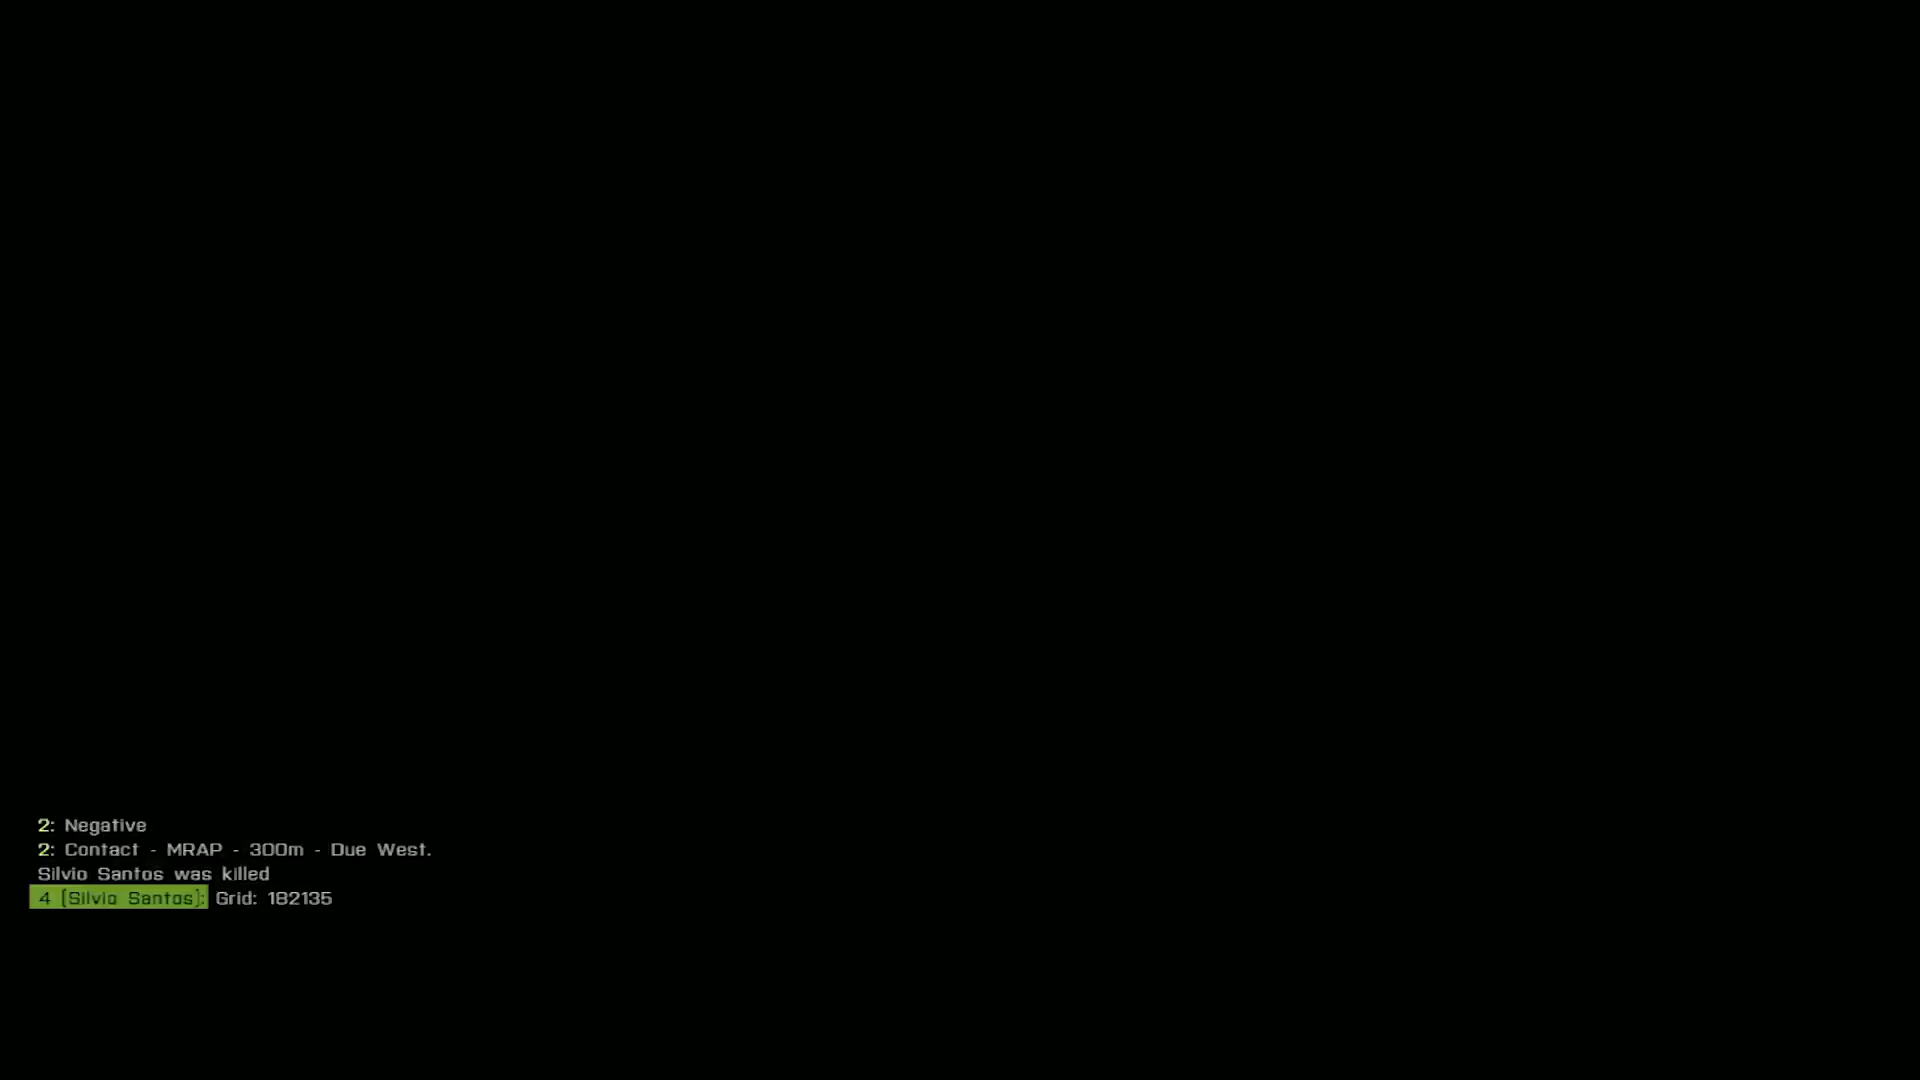 2: Negative
2: Contact - MRAP - 300m - Due West.
Silvio Santos was killed
4 (Silvio Santos): Grid: 182135